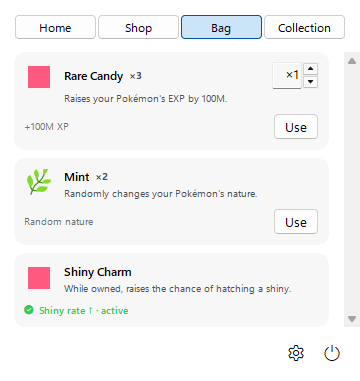 Home Shop Bag Collection
Rare Candy ×3 ×1
Raises your Pokémon's EXP by 100M.
+100M XP Use
Mint ×2
Randomly changes your Pokémon's nature.
Random nature Use
Shiny Charm
While owned, raises the chance of hatching a shiny.
Shiny rate ↑ · active